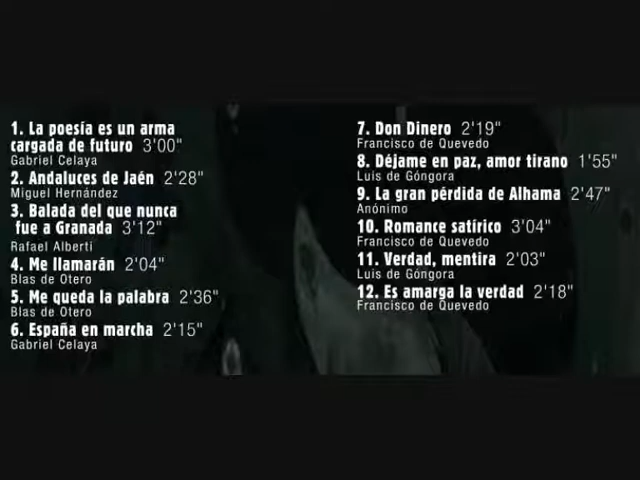 1. La poesía es un arma
cargada de futuro 3'00"
Gabriel Celaya
2. Andaluces de Jaén 2'28"
Miguel Hernández
3. Balada del que nunca
fue a Granada 3'12"
Rafael Alberti
4. Me llamarán 2'04"
Blas de Otero
5. Me queda la palabra 2'36"
Blas de Otero
6. España en marcha 2'15"
Gabriel Celaya
7. Don Dinero 2'19"
Francisco de Quevedo
8. Déjame en paz, amor tirano 1'55"
Luis de Góngora
9. La gran pérdida de Alhama 2'47"
Anónimo
10. Romance satírico 3'04"
Francisco de Quevedo
11. Verdad, mentira 2'03"
Luis de Góngora
12. Es amarga la verdad 2'18"
Francisco de Quevedo